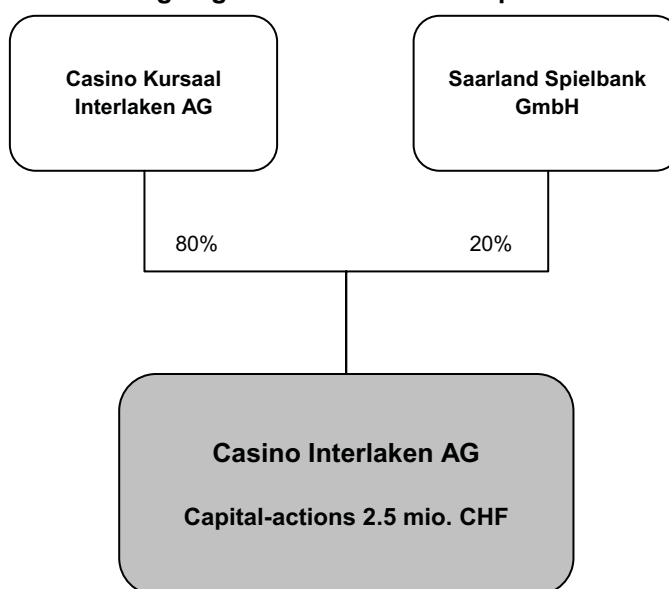 Casino Kursaal
Interlaken AG
Saarland Spielbank
GmbH
80%
20%
Casino Interlaken AG
Capital-actions 2.5 mio. CHF